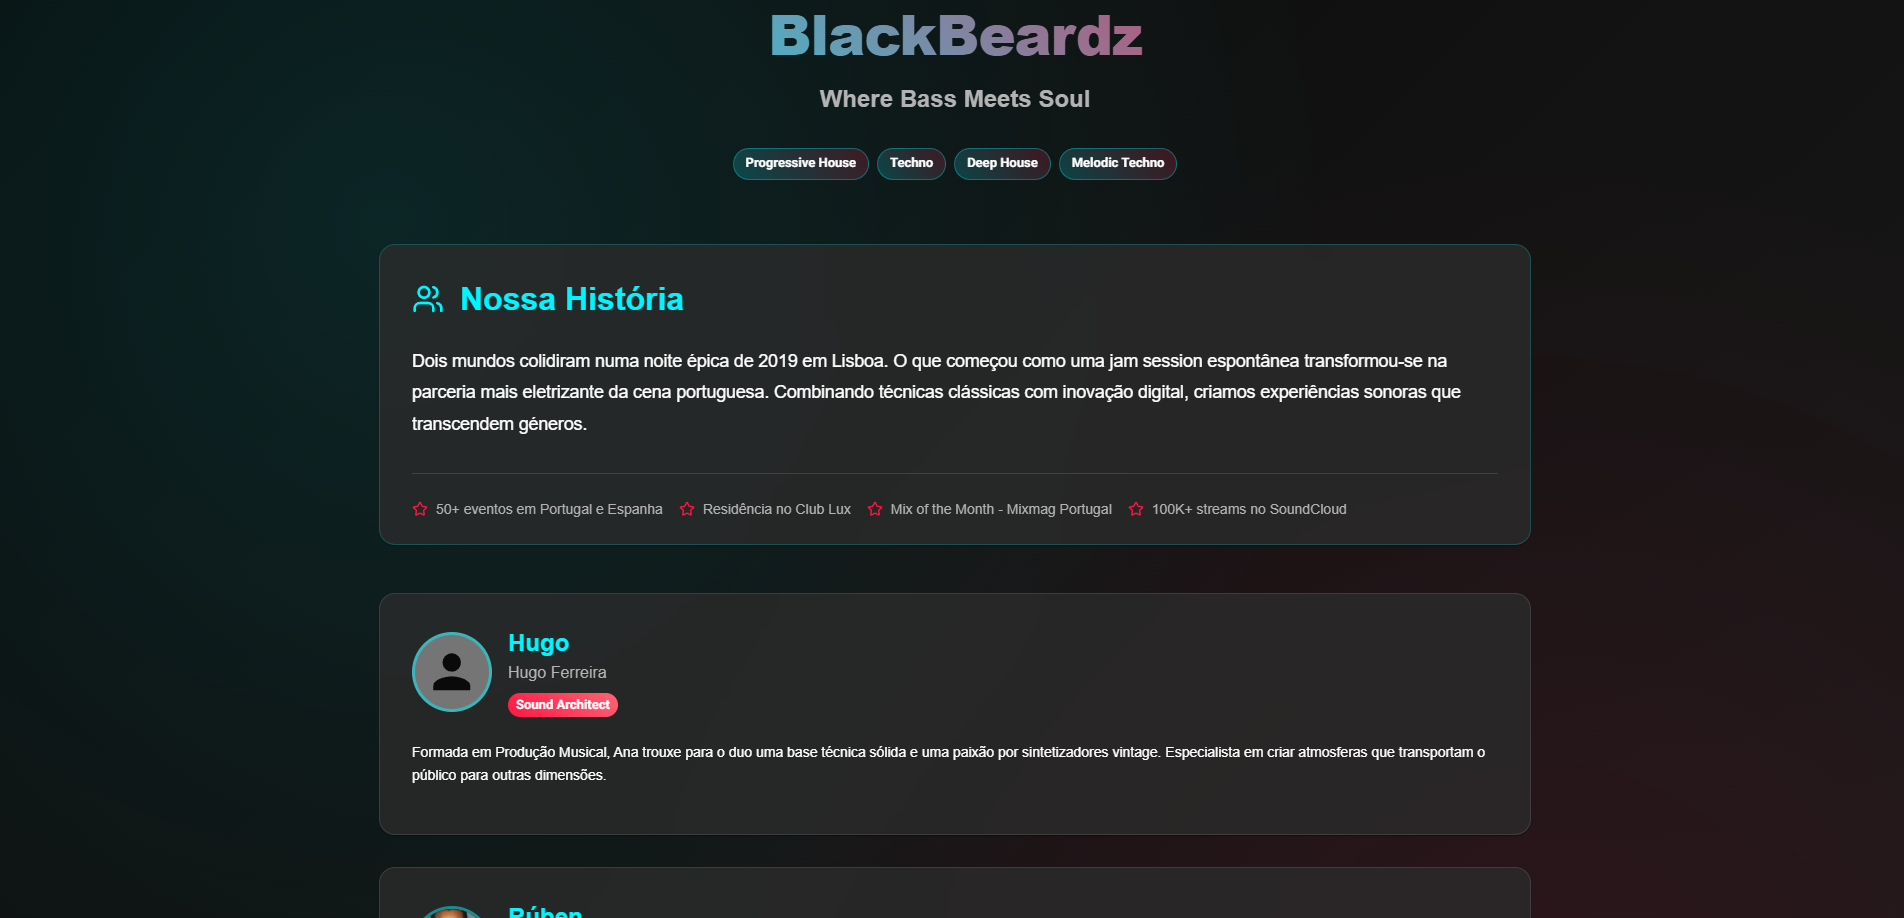 BlackBeardz
Where Bass Meets Soul
Progressive House
Techno
Deep House
Melodic Techno
Nossa História
Dois mundos colidiram numa noite épica de 2019 em Lisboa. O que começou como uma jam session espontânea transformou-se na
parceria mais eletrizante da cena portuguesa. Combinando técnicas clássicas com inovação digital, criamos experiências sonoras que
transcendem géneros.
50+ eventos em Portugal e Espanha
Residência no Club Lux
Mix of the Month - Mixmag Portugal
100K+ streams no SoundCloud
Hugo
Hugo Ferreira
Sound Architect
Formada em Produção Musical, Ana trouxe para o duo uma base técnica sólida e uma paixão por sintetizadores vintage. Especialista em criar atmosferas que transportam o
público para outras dimensões.
Rúben